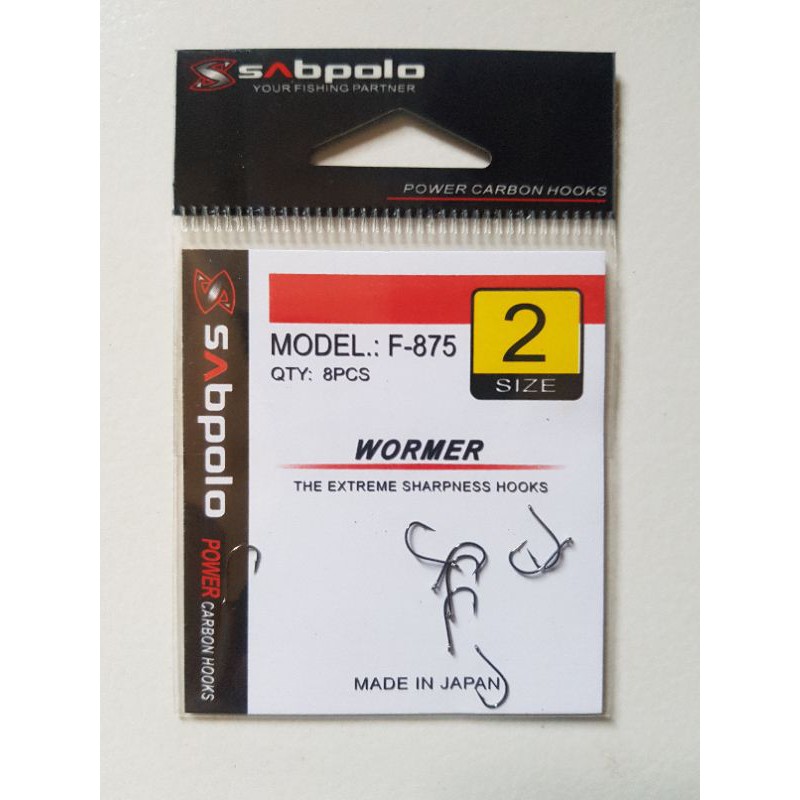 sAbpolo
YOUR FISHING PARTNER
POWER CARBON HOOKS
sAbpolo POWER CARBON HOOKS
MODEL.: F-875
QTY: 8PCS
2
SIZE
WORMER
THE EXTREME SHARPNESS HOOKS
MADE IN JAPAN